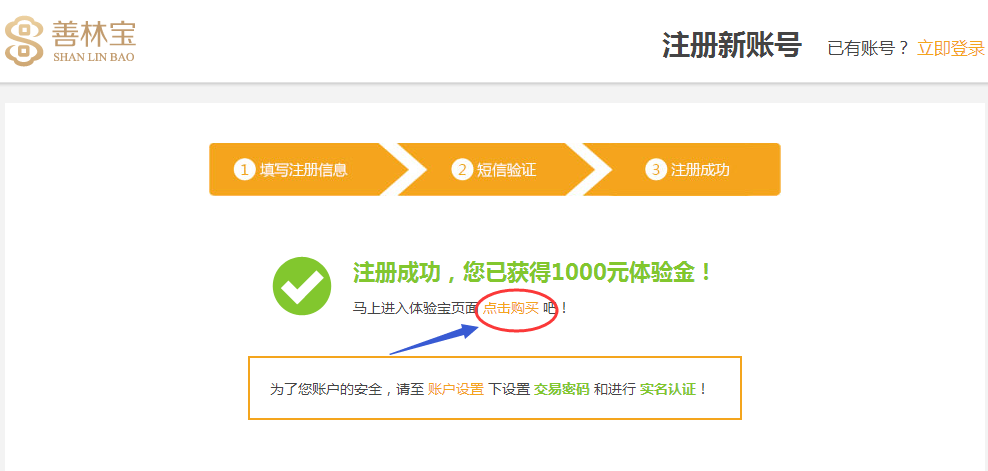 善林宝
SHAN LIN BAO
注册新账号 已有账号？ 立即登录
1 填写注册信息 2 短信验证 3 注册成功
注册成功，您已获得1000元体验金！
马上进入体验宝页面 点击购买 吧！
为了您账户的安全，请至 账户设置 下设置 交易密码 和进行 实名认证！